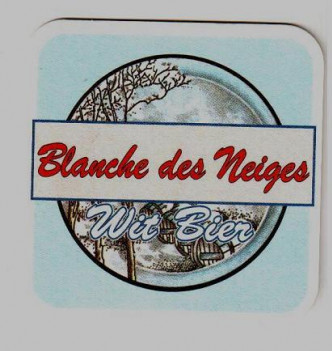 Blanche des Neiges
Wit Bier